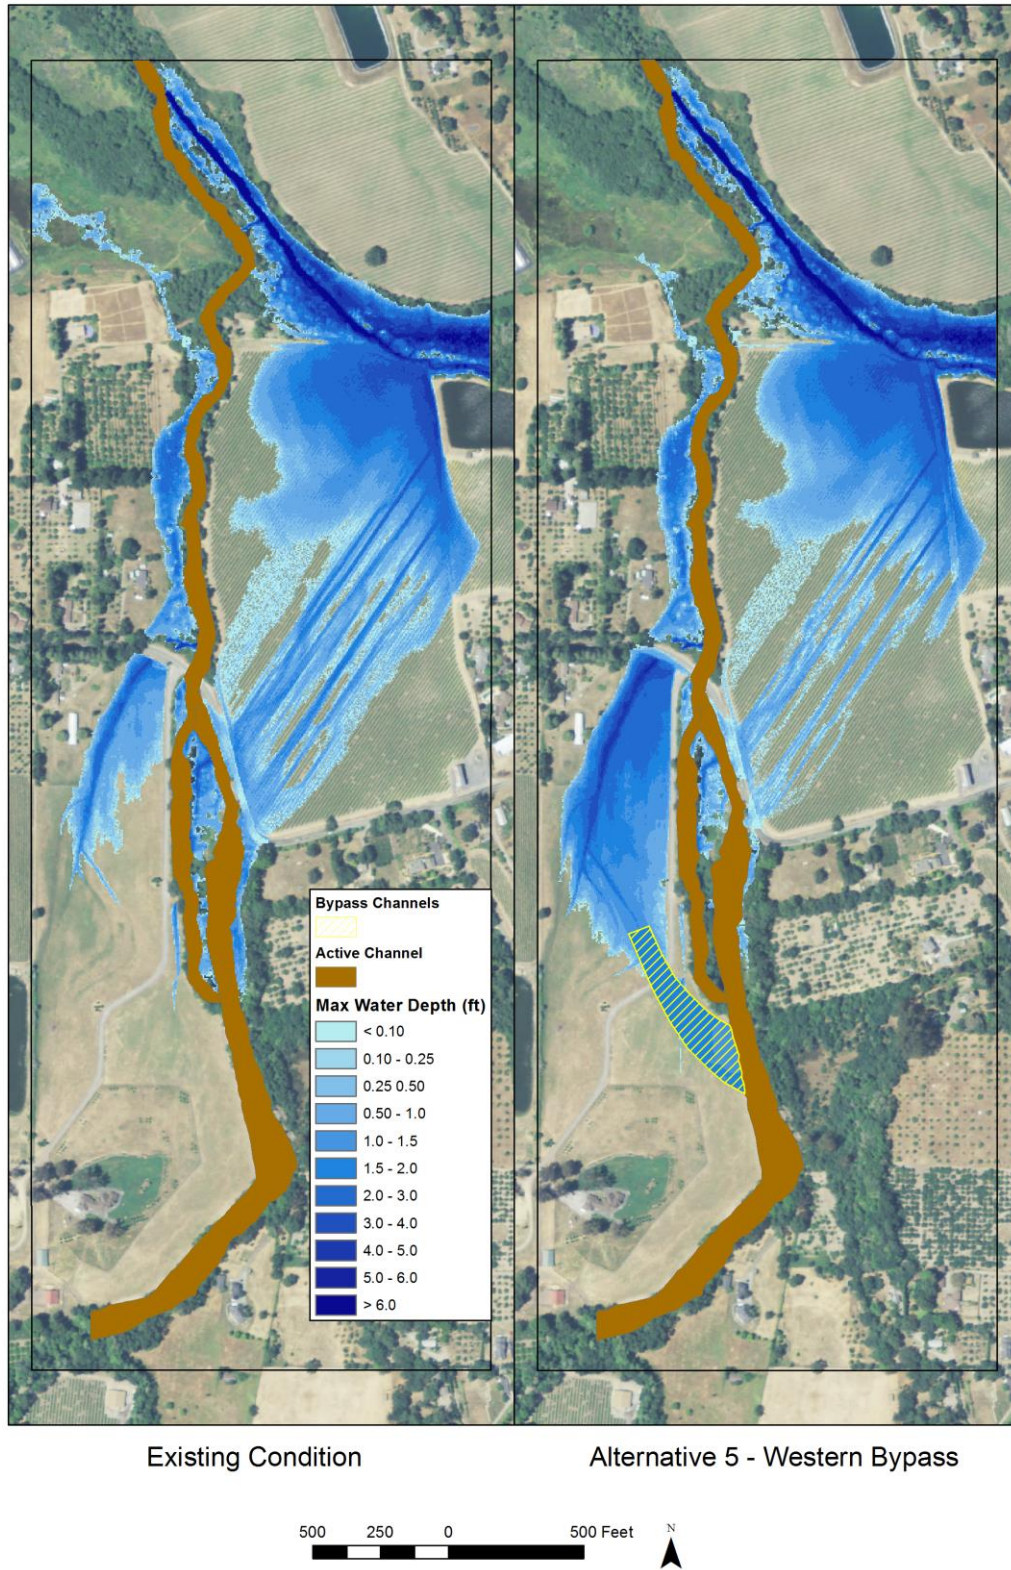 Bypass Channels
Active Channel
Max Water Depth (ft)
< 0.10
0.10 - 0.25
0.25 0.50
0.50 - 1.0
1.0 - 1.5
1.5 - 2.0
2.0 - 3.0
3.0 - 4.0
4.0 - 5.0
5.0 - 6.0
> 6.0
Existing Condition
Alternative 5 - Western Bypass
500 250 0 500 Feet
N